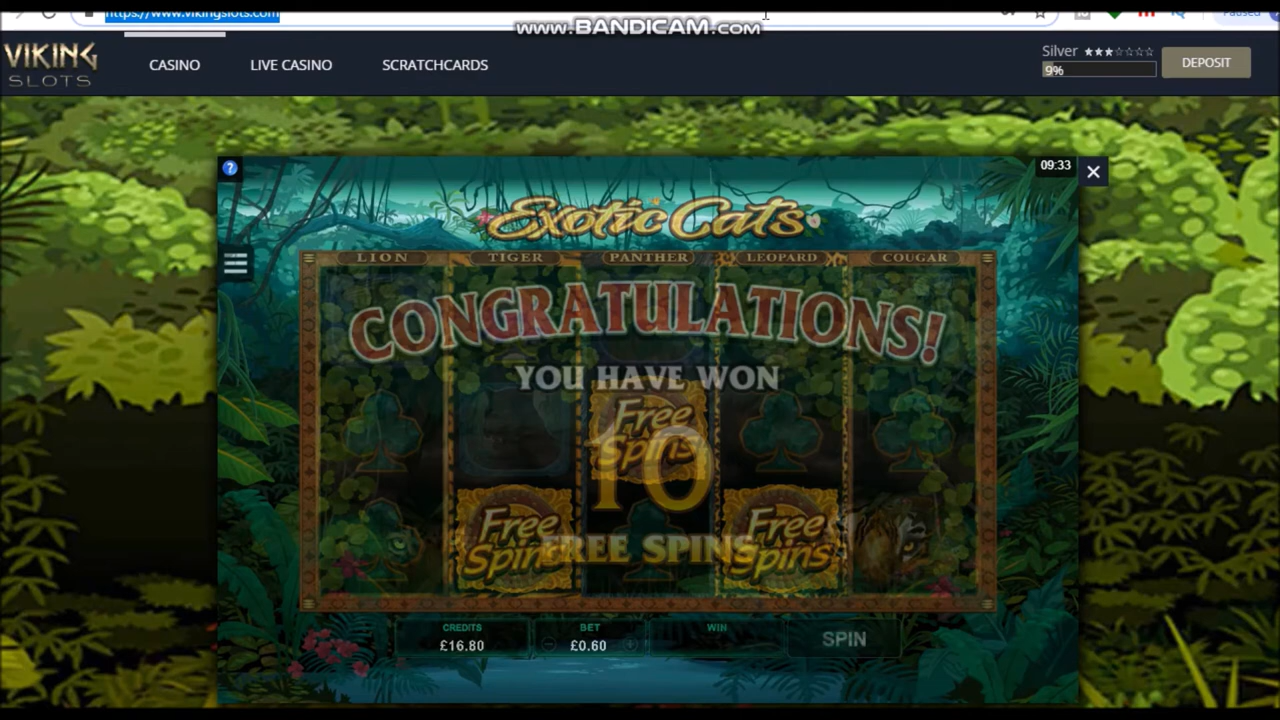 https://www.vikingslots.com
Paused
www.BANDICAM.com
VIKING
SLOTS
CASINO
LIVE CASINO
SCRATCHCARDS
Silver
9%
DEPOSIT
?
09:33
Exotic Cats
LION
TIGER
PANTHER
LEOPARD
COUGAR
CONGRATULATIONS!
YOU HAVE WON
Free
Spins
10
Free
Spins
Free
Spins
FREE SPINS
CREDITS
£16.80
BET
£0.60
WIN
SPIN